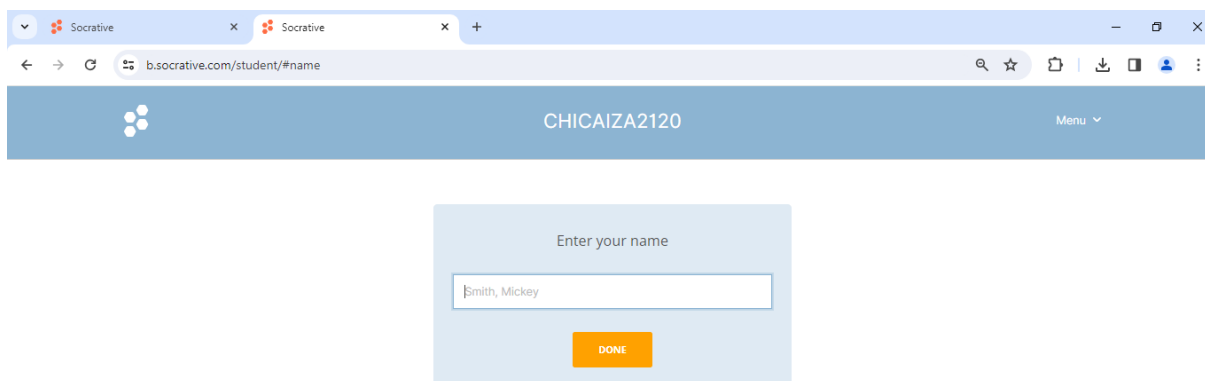 Socrative
Socrative
b.socrative.com/student/#name
CHICAIZA2120
Menu
Enter your name
Smith, Mickey
DONE